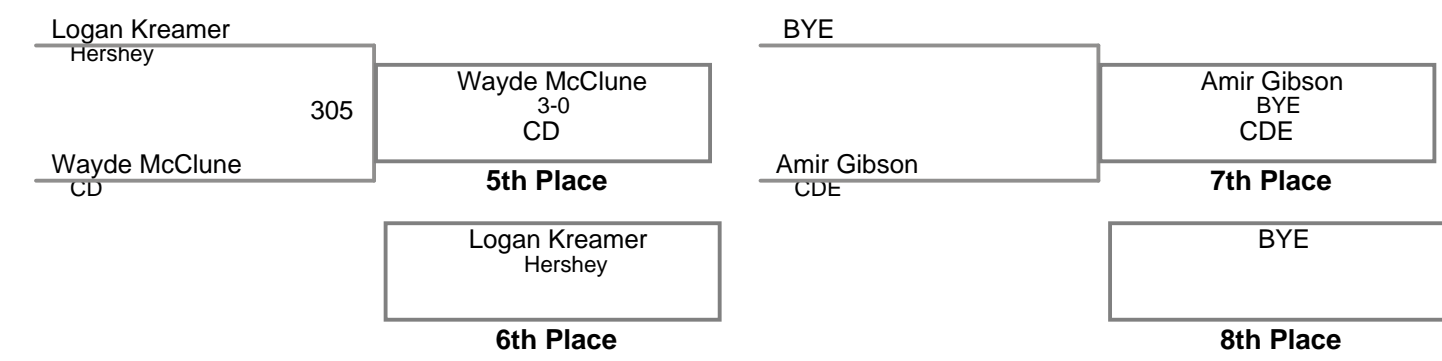 Logan Kreamer
Hershey
305
Wayde McClune
CD
Wayde McClune
3-0
CD
5th Place
Logan Kreamer
Hershey
6th Place
BYE
Amir Gibson
CDE
Amir Gibson
BYE
CDE
7th Place
BYE
8th Place